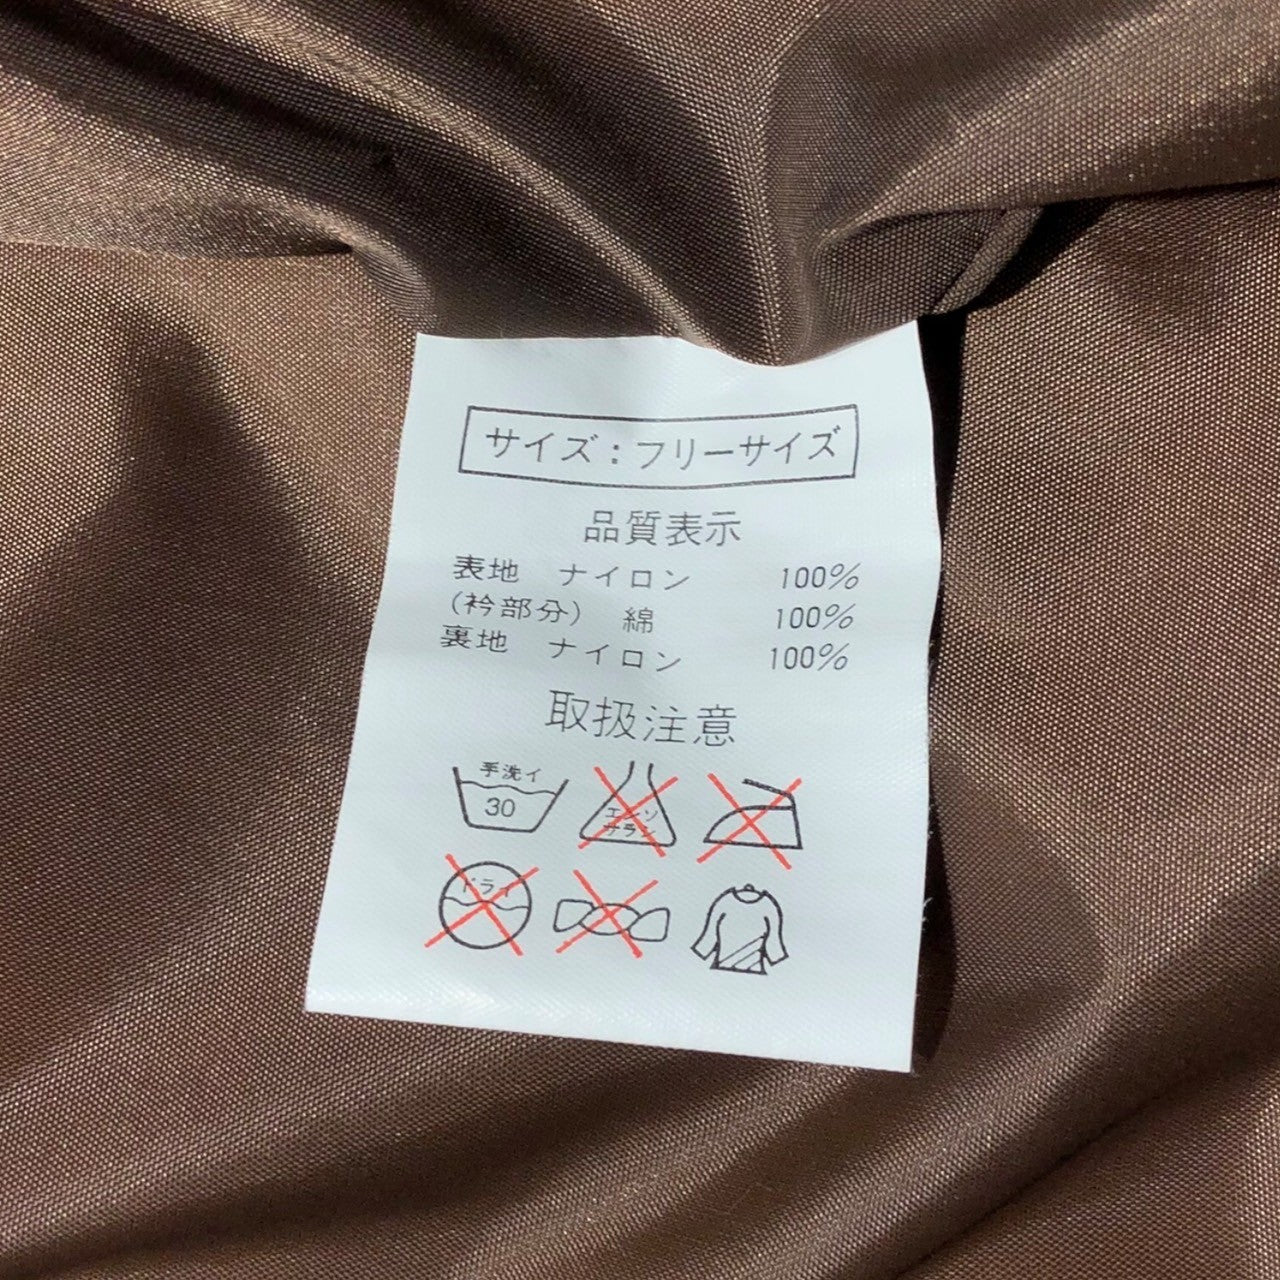 サイズ：フリーサイズ
品質表示
表地 ナイロン 100%
(衿部分) 綿 100%
裏地 ナイロン 100%
取扱注意
手洗イ
30
エンソ
サラシ
ドライ